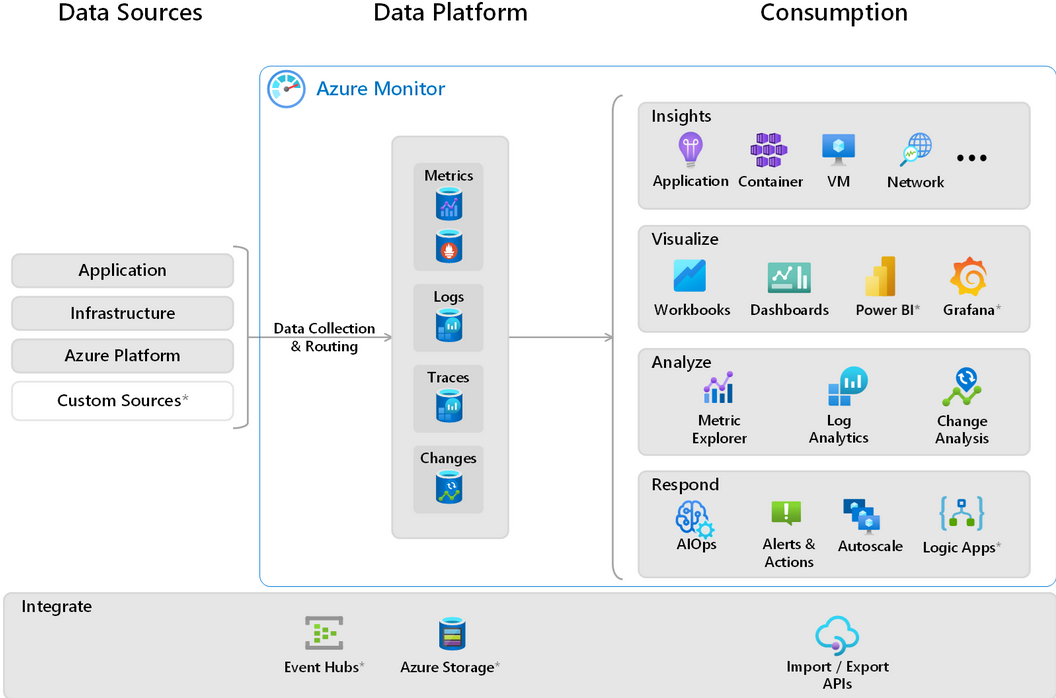 Data Sources
Data Platform
Consumption
Azure Monitor
Application
Infrastructure
Azure Platform
Custom Sources*
Data Collection
& Routing
Metrics
Logs
Traces
Changes
Insights
Application
Container
VM
Network
•••
Visualize
Workbooks
Dashboards
Power BI*
Grafana*
Analyze
Metric
Explorer
Log
Analytics
Change
Analysis
Respond
AIOps
Alerts &
Actions
Autoscale
Logic Apps*
Integrate
Event Hubs*
Azure Storage*
Import / Export
APIs